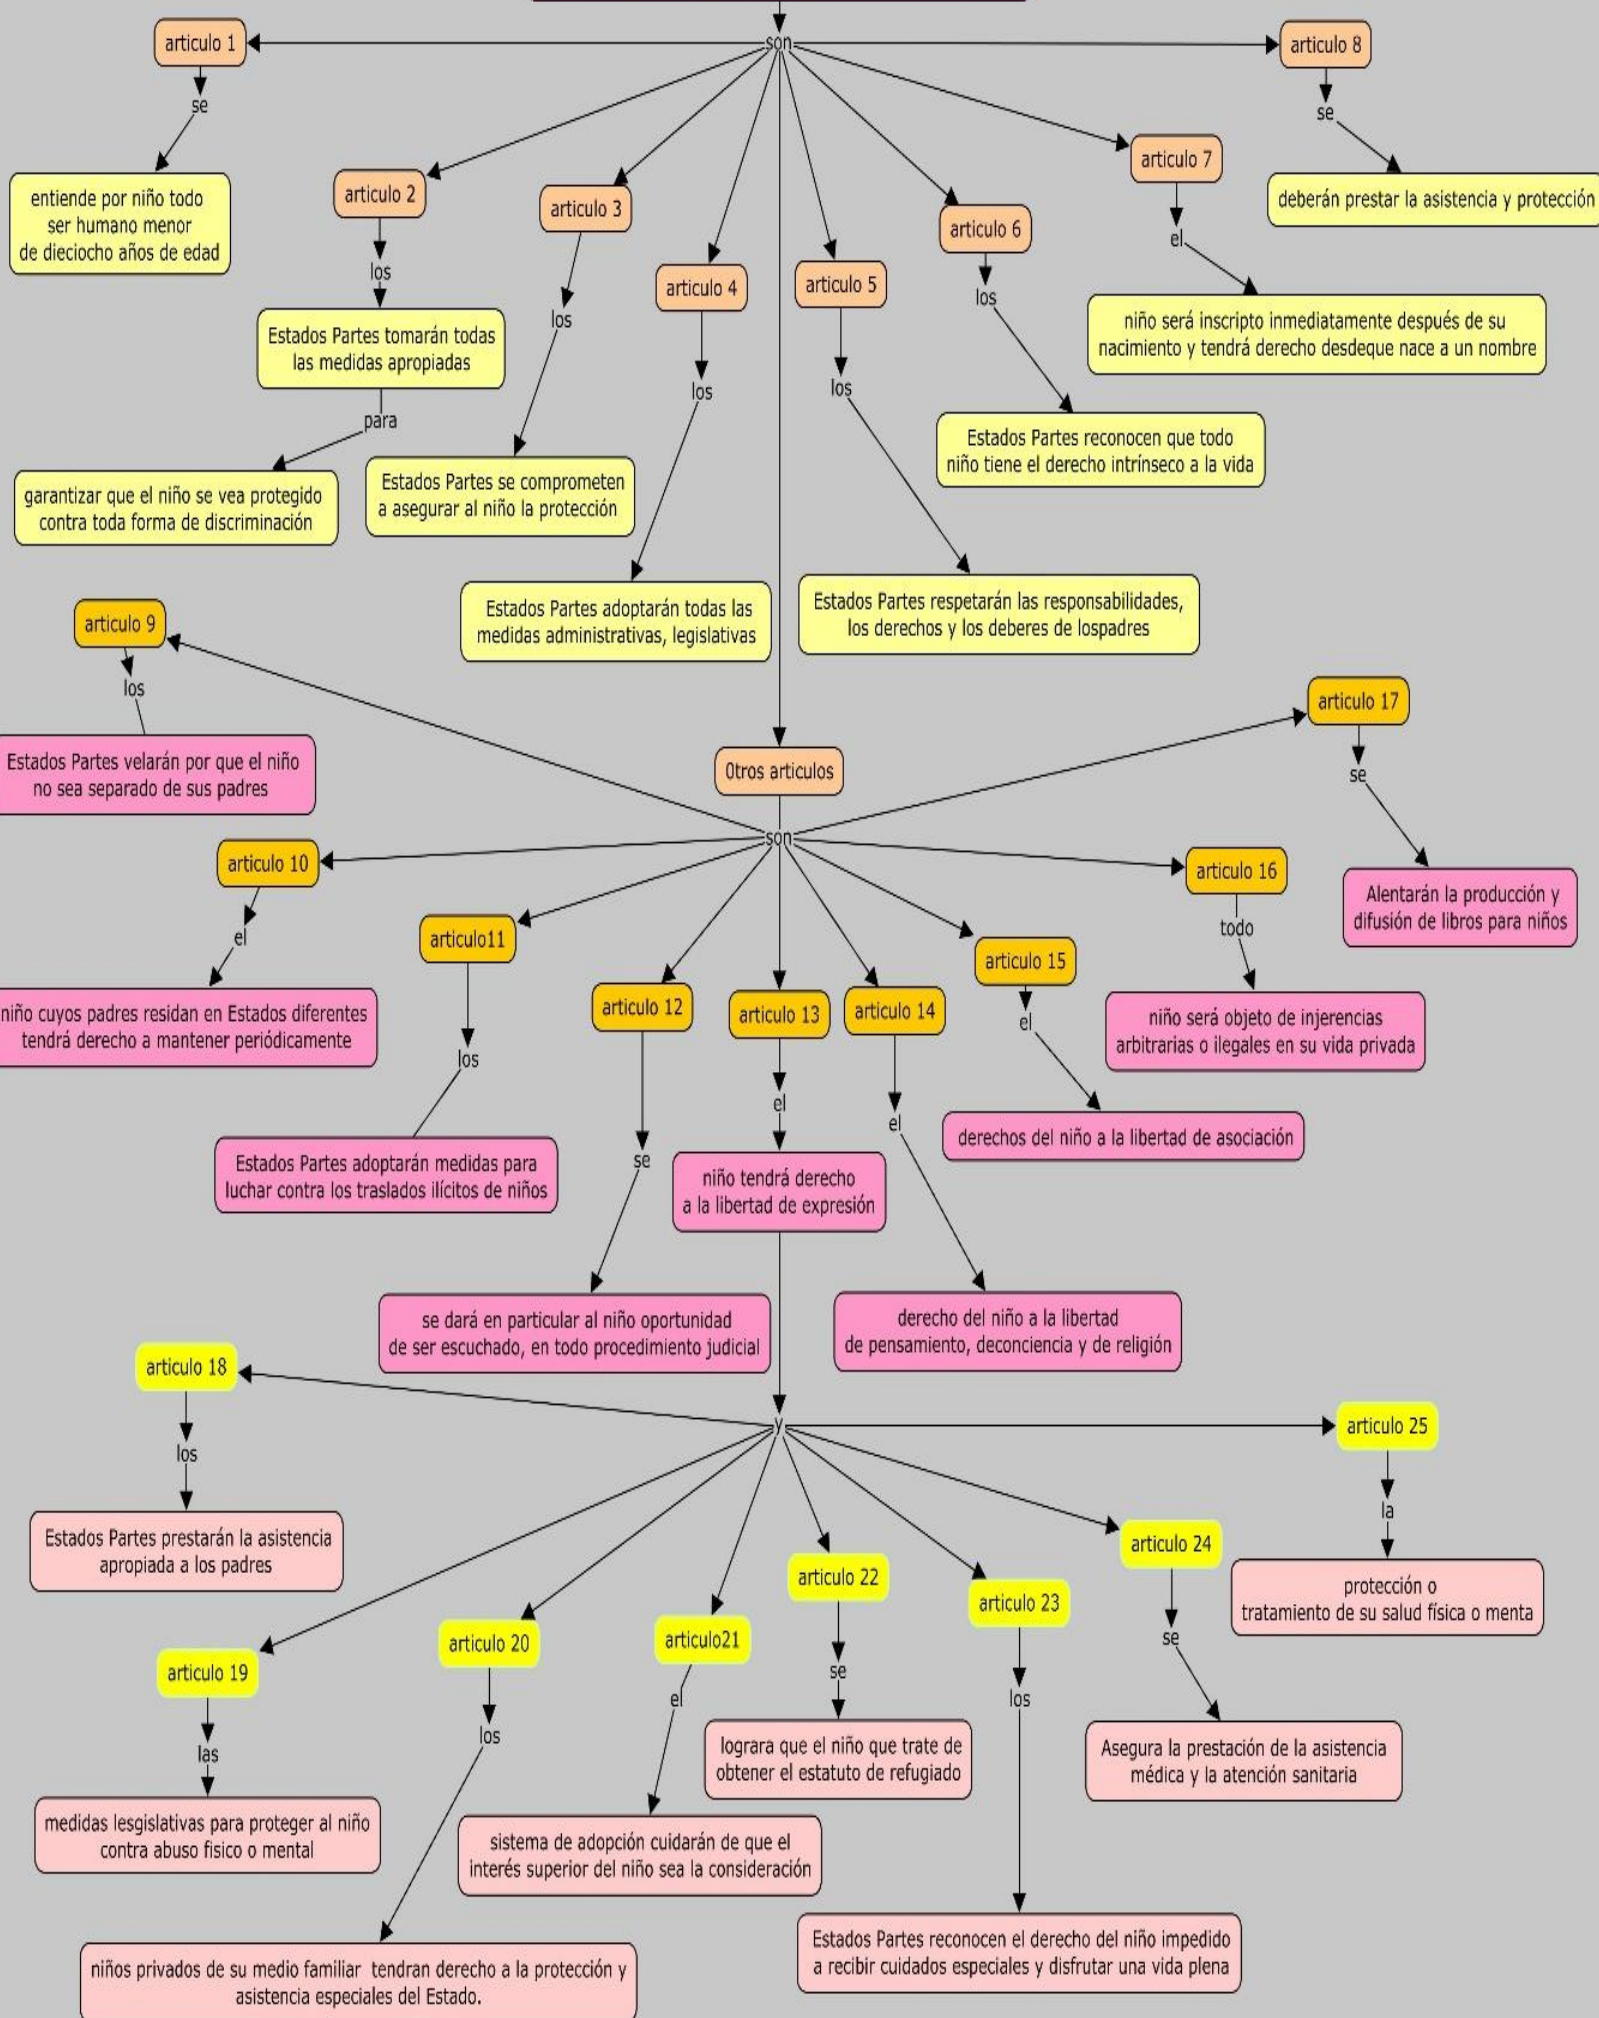 son
articulo 1
se
entiende por niño todo
ser humano menor
de dieciocho años de edad
articulo 2
los
Estados Partes tomarán todas
las medidas apropiadas
para
garantizar que el niño se vea protegido
contra toda forma de discriminación
articulo 3
los
Estados Partes se comprometen
a asegurar al niño la protección
articulo 4
los
Estados Partes adoptarán todas las
medidas administrativas, legislativas
articulo 5
los
Estados Partes respetarán las responsabilidades,
los derechos y los deberes de lospadres
articulo 6
los
Estados Partes reconocen que todo
niño tiene el derecho intrínseco a la vida
articulo 7
el
niño será inscripto inmediatamente después de su
nacimiento y tendrá derecho desdeque nace a un nombre
articulo 8
se
deberán prestar la asistencia y protección
Otros articulos
son
articulo 9
los
Estados Partes velarán por que el niño
no sea separado de sus padres
articulo 10
el
niño cuyos padres residan en Estados diferentes
tendrá derecho a mantener periódicamente
articulo11
los
Estados Partes adoptarán medidas para
luchar contra los traslados ilícitos de niños
articulo 12
se
se dará en particular al niño oportunidad
de ser escuchado, en todo procedimiento judicial
articulo 13
el
niño tendrá derecho
a la libertad de expresión
articulo 14
el
derecho del niño a la libertad
de pensamiento, deconciencia y de religión
articulo 15
el
derechos del niño a la libertad de asociación
articulo 16
todo
niño será objeto de injerencias
arbitrarias o ilegales en su vida privada
articulo 17
se
Alentarán la producción y
difusión de libros para niños
y
articulo 18
los
Estados Partes prestarán la asistencia
apropiada a los padres
articulo 19
las
medidas lesgislativas para proteger al niño
contra abuso fisico o mental
articulo 20
los
niños privados de su medio familiar tendran derecho a la protección y
asistencia especiales del Estado.
articulo21
el
sistema de adopción cuidarán de que el
interés superior del niño sea la consideración
articulo 22
se
lograra que el niño que trate de
obtener el estatuto de refugiado
articulo 23
los
Estados Partes reconocen el derecho del niño impedido
a recibir cuidados especiales y disfrutar una vida plena
articulo 24
se
Asegura la prestación de la asistencia
médica y la atención sanitaria
articulo 25
la
protección o
tratamiento de su salud física o menta